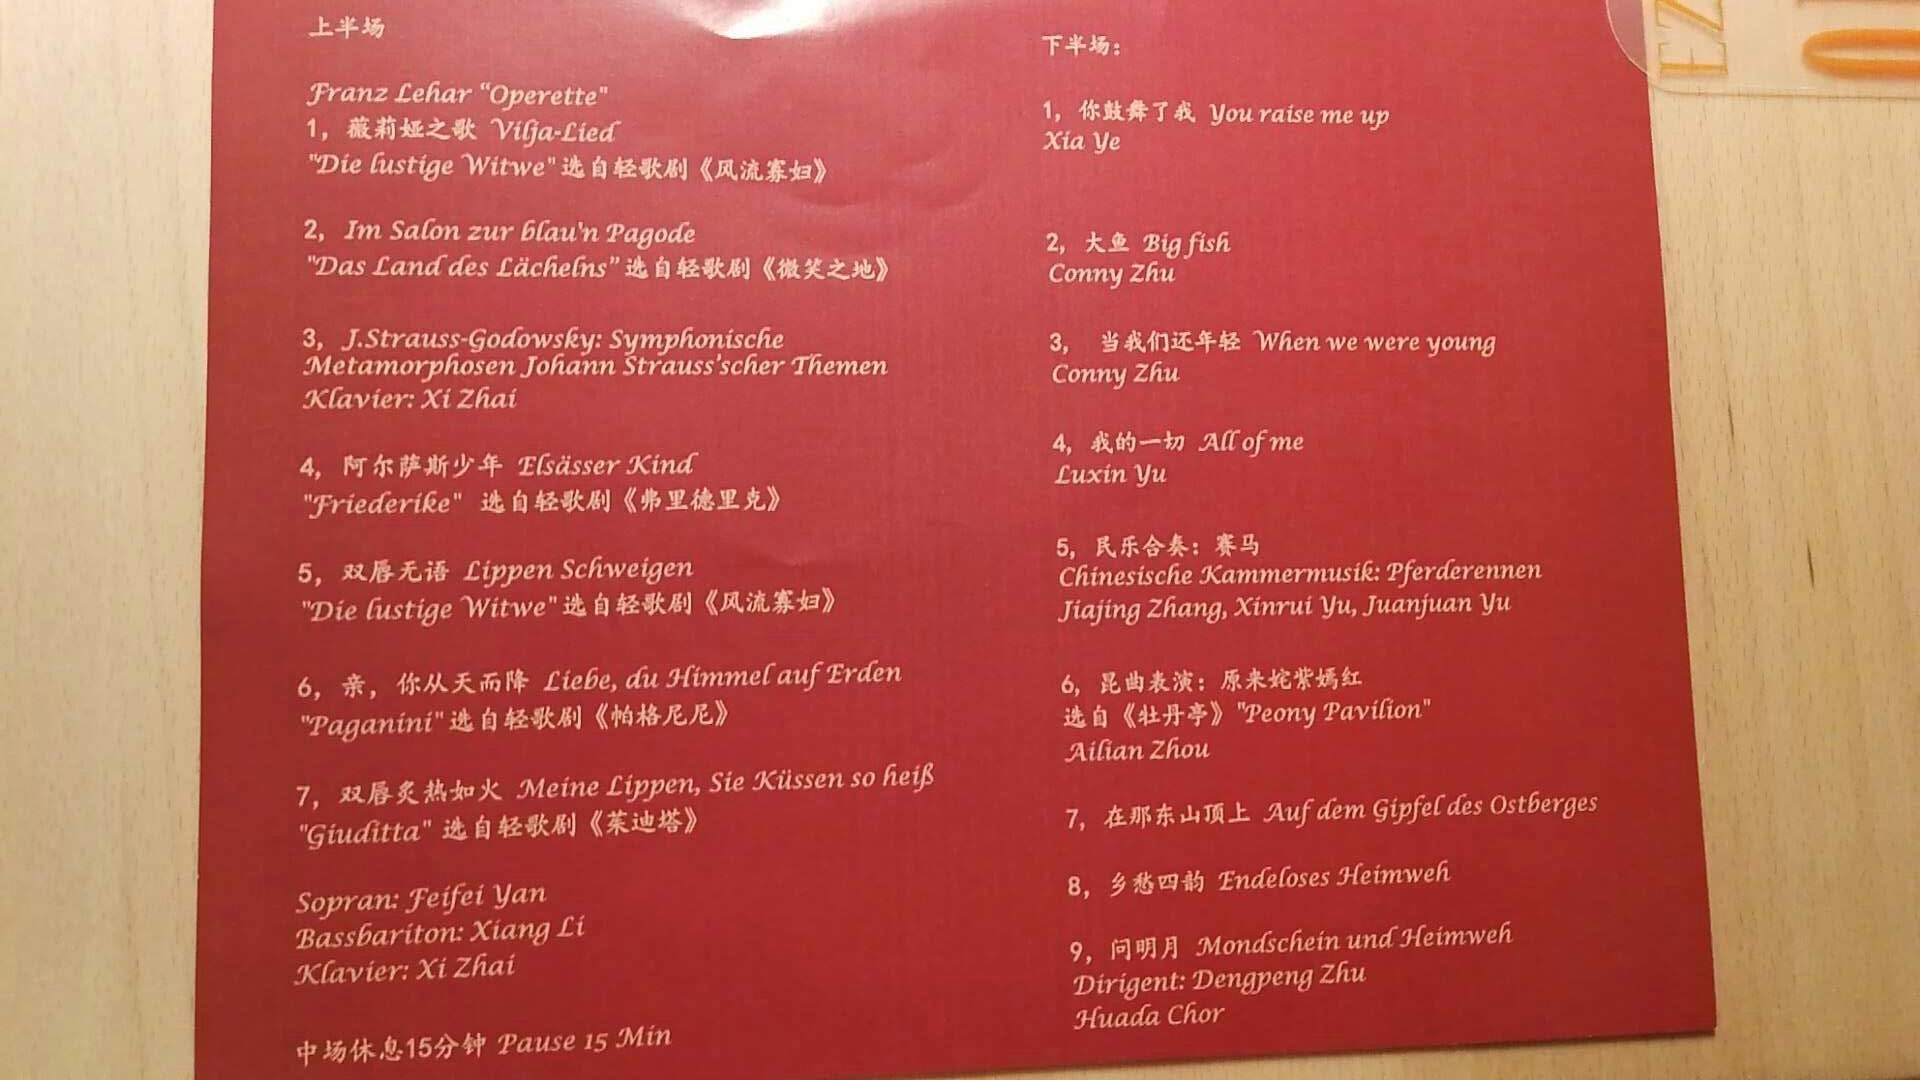 上半场
Franz Lehar “Operette"
1，薇莉娅之歌 Vilja-Lied
"Die lustige Witwe" 选自轻歌剧《风流寡妇》
2，Im Salon zur blau'n Pagode
"Das Land des Lächelns" 选自轻歌剧《微笑之地》
3，J.Strauss-Godowsky: Symphonische
Metamorphosen Johann Strauss'scher Themen
Klavier: Xi Zhai
4，阿尔萨斯少年 Elsässer Kind
"Friederike" 选自轻歌剧《弗里德里克》
5，双唇无语 Lippen Schweigen
"Die lustige Witwe" 选自轻歌剧《风流寡妇》
6，亲，你从天而降 Liebe, du Himmel auf Erden
"Paganini" 选自轻歌剧《帕格尼尼》
7，双唇炙热如火 Meine Lippen, Sie Küssen so heiß
"Giuditta" 选自轻歌剧《茱迪塔》
Sopran: Feifei Yan
Bassbariton: Xiang Li
Klavier: Xi Zhai
中场休息15分钟 Pause 15 Min
下半场：
1，你鼓舞了我 You raise me up
Xia Ye
2，大鱼 Big fish
Conny Zhu
3，当我们还年轻 When we were young
Conny Zhu
4，我的一切 All of me
Luxin Yu
5，民乐合奏：赛马
Chinesische Kammermusik: Pferderennen
Jiajing Zhang, Xinrui Yu, Juanjuan Yu
6，昆曲表演：原来姹紫嫣红
选自《牡丹亭》"Peony Pavilion"
Ailian Zhou
7，在那东山顶上 Auf dem Gipfel des Ostberges
8，乡愁四韵 Endeloses Heimweh
9，问明月 Mondschein und Heimweh
Dirigent: Dengpeng Zhu
Huada Chor